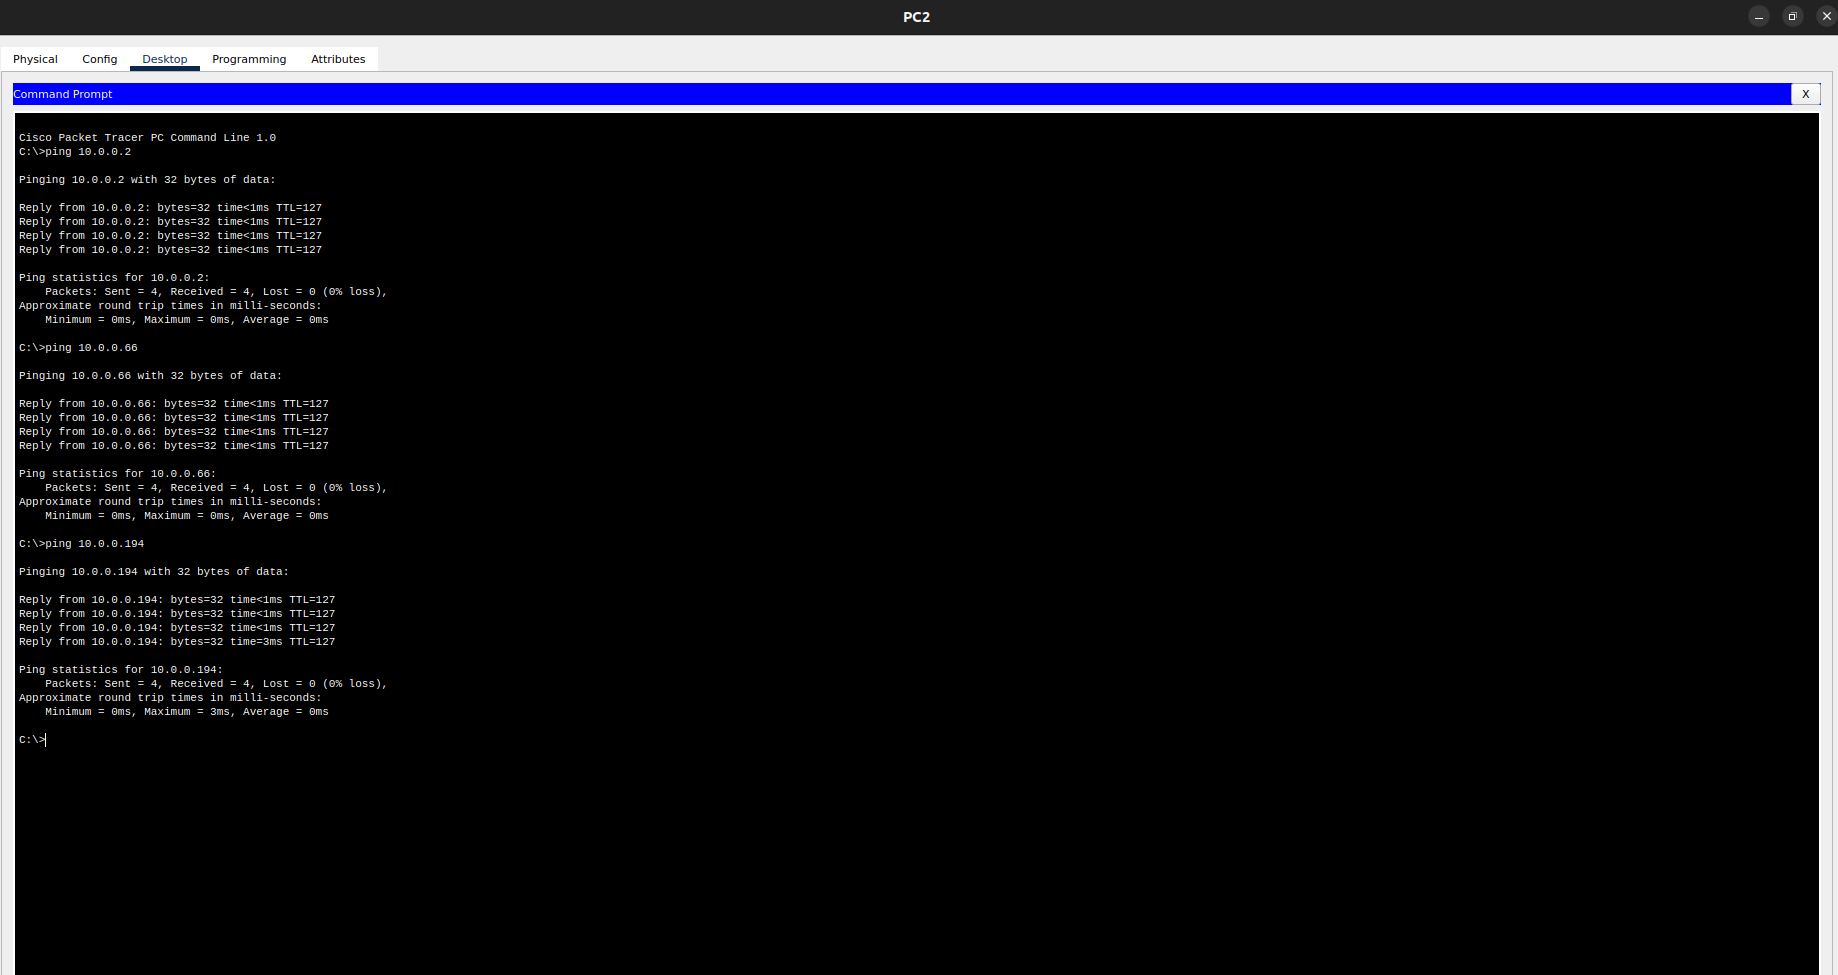 PC2
Physical Config Desktop Programming Attributes
Command Prompt X
Cisco Packet Tracer PC Command Line 1.0
C:\>ping 10.0.0.2
Pinging 10.0.0.2 with 32 bytes of data:
Reply from 10.0.0.2: bytes=32 time<1ms TTL=127
Reply from 10.0.0.2: bytes=32 time<1ms TTL=127
Reply from 10.0.0.2: bytes=32 time<1ms TTL=127
Reply from 10.0.0.2: bytes=32 time<1ms TTL=127
Ping statistics for 10.0.0.2:
    Packets: Sent = 4, Received = 4, Lost = 0 (0% loss),
Approximate round trip times in milli-seconds:
    Minimum = 0ms, Maximum = 0ms, Average = 0ms
C:\>ping 10.0.0.66
Pinging 10.0.0.66 with 32 bytes of data:
Reply from 10.0.0.66: bytes=32 time<1ms TTL=127
Reply from 10.0.0.66: bytes=32 time<1ms TTL=127
Reply from 10.0.0.66: bytes=32 time<1ms TTL=127
Reply from 10.0.0.66: bytes=32 time<1ms TTL=127
Ping statistics for 10.0.0.66:
    Packets: Sent = 4, Received = 4, Lost = 0 (0% loss),
Approximate round trip times in milli-seconds:
    Minimum = 0ms, Maximum = 0ms, Average = 0ms
C:\>ping 10.0.0.194
Pinging 10.0.0.194 with 32 bytes of data:
Reply from 10.0.0.194: bytes=32 time<1ms TTL=127
Reply from 10.0.0.194: bytes=32 time<1ms TTL=127
Reply from 10.0.0.194: bytes=32 time<1ms TTL=127
Reply from 10.0.0.194: bytes=32 time=3ms TTL=127
Ping statistics for 10.0.0.194:
    Packets: Sent = 4, Received = 4, Lost = 0 (0% loss),
Approximate round trip times in milli-seconds:
    Minimum = 0ms, Maximum = 3ms, Average = 0ms
C:\>